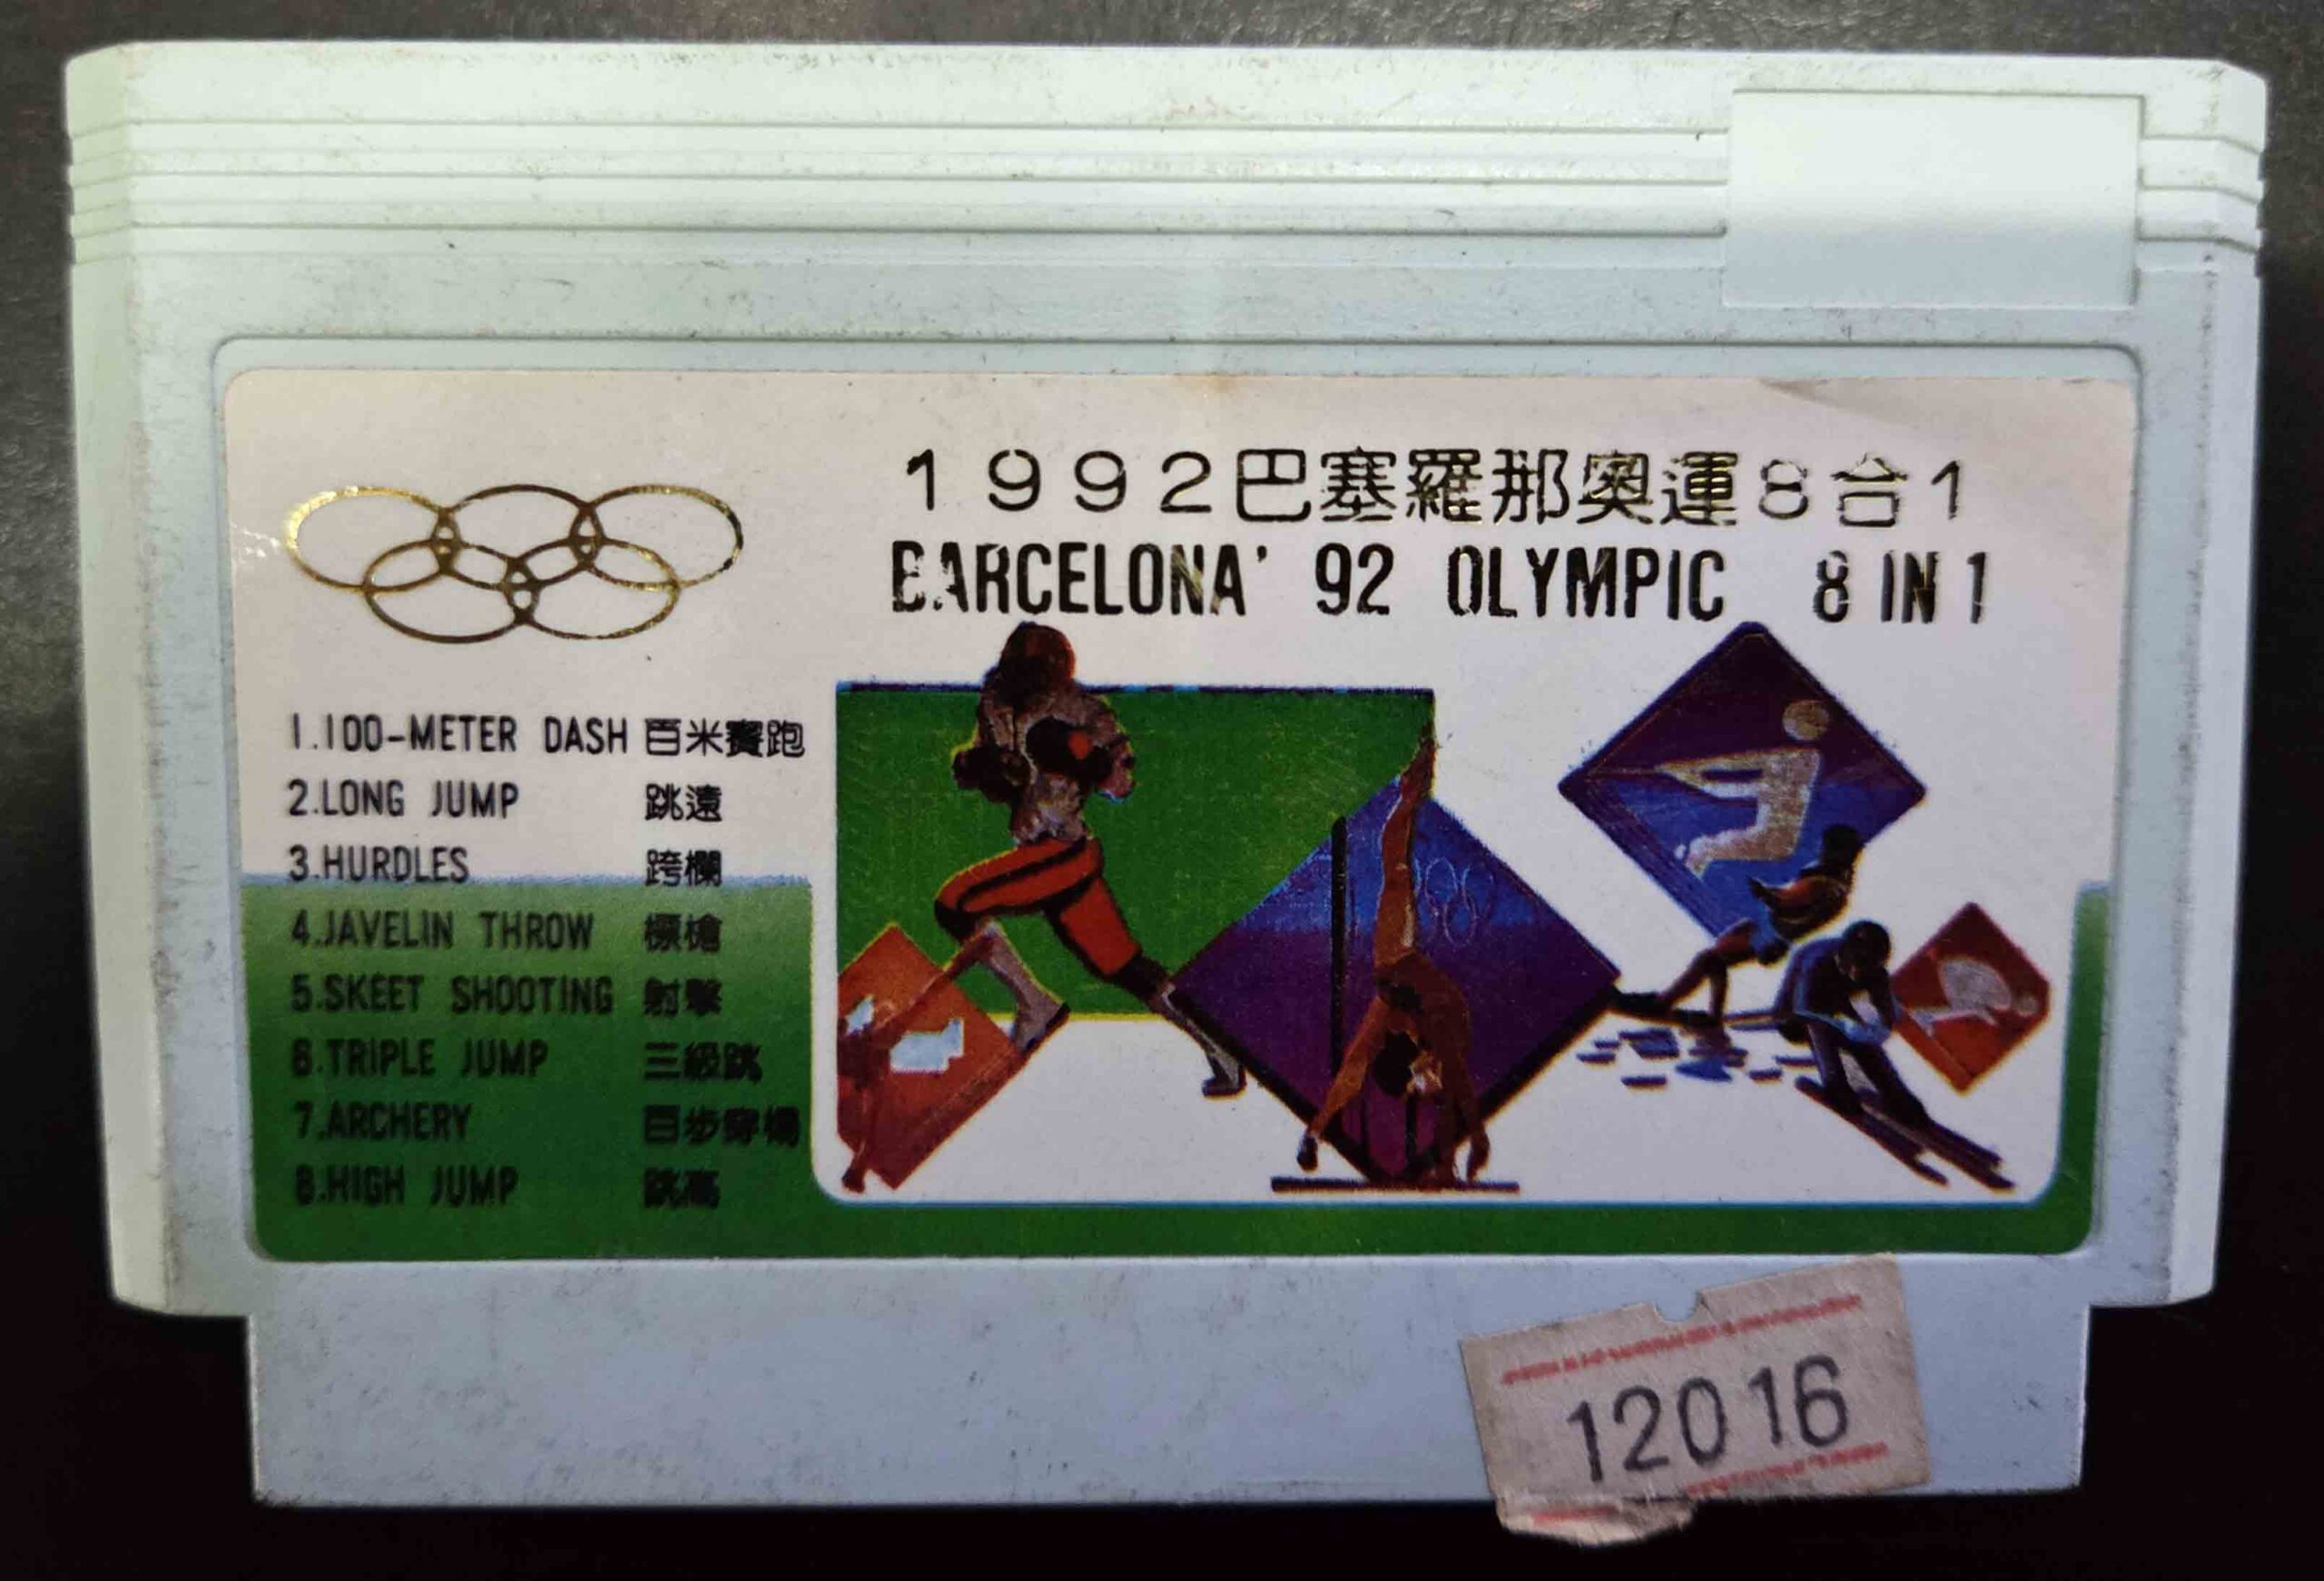 1992巴塞羅那奧運8合1
BARCELONA' 92 OLYMPIC 8 IN 1
1.100-METER DASH 百米賽跑
2.LONG JUMP 跳遠
3.HURDLES 跨欄
4.JAVELIN THROW 標槍
5.SKEET SHOOTING 射擊
6.TRIPLE JUMP 三級跳
7.ARCHERY 百步穿楊
8.HIGH JUMP 跳高
12016